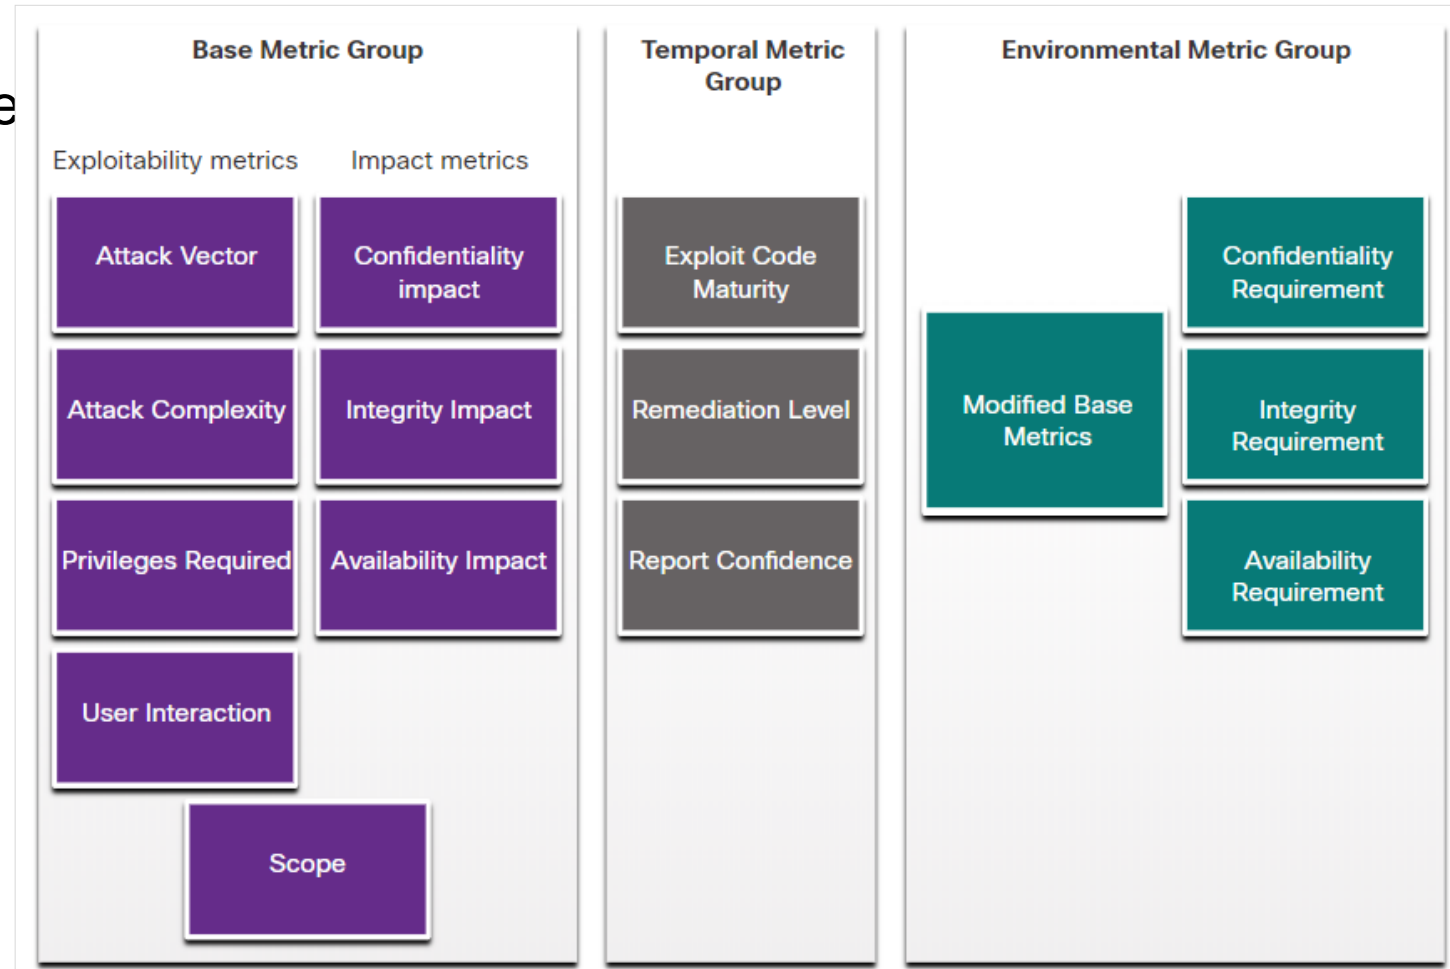 Base Metric Group
Temporal Metric
Group
Environmental Metric Group
e
Exploitability metrics
Impact metrics
Attack Vector
Confidentiality
impact
Exploit Code
Maturity
Confidentiality
Requirement
Attack Complexity
Integrity Impact
Remediation Level
Modified Base
Metrics
Integrity
Requirement
Privileges Required
Availability Impact
Report Confidence
Availability
Requirement
User Interaction
Scope